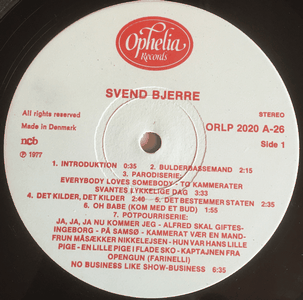 Ophelia
Records
SVEND BJERRE
All rights reserved
Made in Denmark
ncb
℗ 1977
STEREO
ORLP 2020 A-26
Side 1
1. INTRODUKTION 0:35 2. BULDERBASSEMAND 2:15
3. PARODISERIE:
EVERYBODY LOVES SOMEBODY - TO KAMMERATER
SVANTES LYKKELIGE DAG 3:30
4. DET KILDER, DET KILDER 2:40 5. DET BESTEMMER STATEN 2:35
6. OH BABE (KOM MED ET BUD) 1:55
7. POTPOURRISERIE:
JA, JA, JA NU KOMMER JEG - ALFRED SKAL GIFTES-
INGEBORG - PÅ SAMSØ - KAMMERAT VÆR EN MAND-
FRUN MÅSÆKKER NIKKELEJSEN - HUN VAR HANS LILLE
PIGE - EN LILLE PIGE I FLADE SKO - KAPTAJNEN FRA
OPENGUN (FARINELLI)
NO BUSINESS LIKE SHOW-BUSINESS 6:35